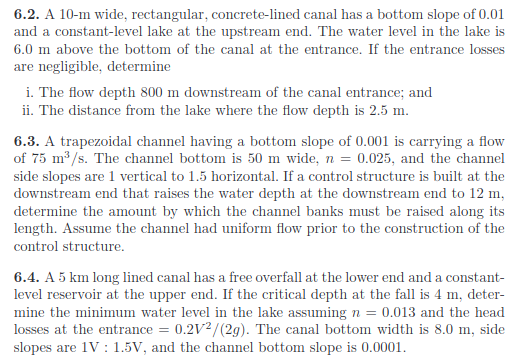 6.2. A 10-m wide, rectangular, concrete-lined canal has a bottom slope of 0.01
and a constant-level lake at the upstream end. The water level in the lake is
6.0 m above the bottom of the canal at the entrance. If the entrance losses
are negligible, determine
i. The flow depth 800 m downstream of the canal entrance; and
ii. The distance from the lake where the flow depth is 2.5 m.
6.3. A trapezoidal channel having a bottom slope of 0.001 is carrying a flow
of 75 m³/s. The channel bottom is 50 m wide, n = 0.025, and the channel
side slopes are 1 vertical to 1.5 horizontal. If a control structure is built at the
downstream end that raises the water depth at the downstream end to 12 m,
determine the amount by which the channel banks must be raised along its
length. Assume the channel had uniform flow prior to the construction of the
control structure.
6.4. A 5 km long lined canal has a free overfall at the lower end and a constant-
level reservoir at the upper end. If the critical depth at the fall is 4 m, deter-
mine the minimum water level in the lake assuming n = 0.013 and the head
losses at the entrance = 0.2V²/(2g). The canal bottom width is 8.0 m, side
slopes are 1V : 1.5V, and the channel bottom slope is 0.0001.